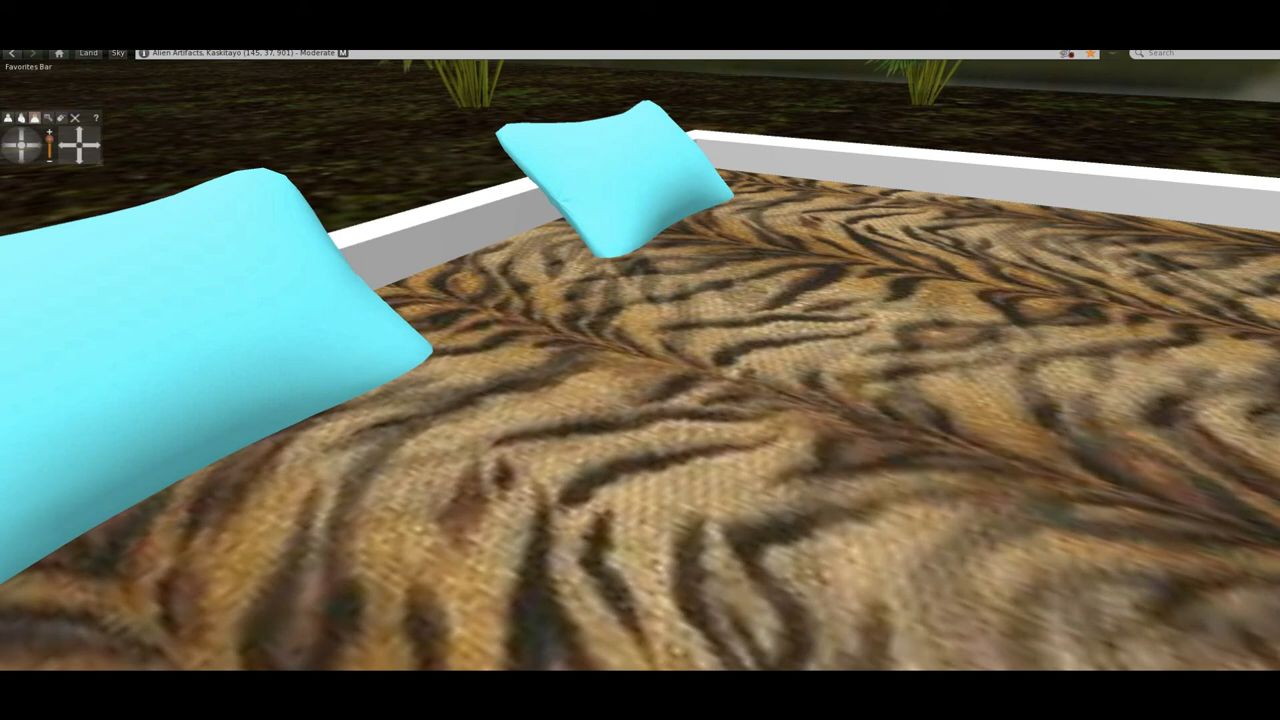 Land Sky Alien Artifacts, Kaskitayo (145, 37, 901) - Moderate M Search
Favorites Bar
?